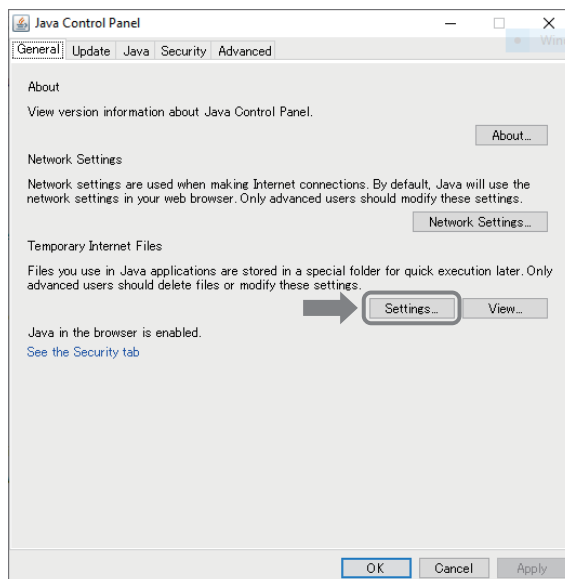 Java Control Panel
General Update Java Security Advanced
About
View version information about Java Control Panel.
About...
Network Settings
Network settings are used when making Internet connections. By default, Java will use the
network settings in your web browser. Only advanced users should modify these settings.
Network Settings...
Temporary Internet Files
Files you use in Java applications are stored in a special folder for quick execution later. Only
advanced users should delete files or modify these settings.
Settings... View...
Java in the browser is enabled.
See the Security tab
OK Cancel Apply